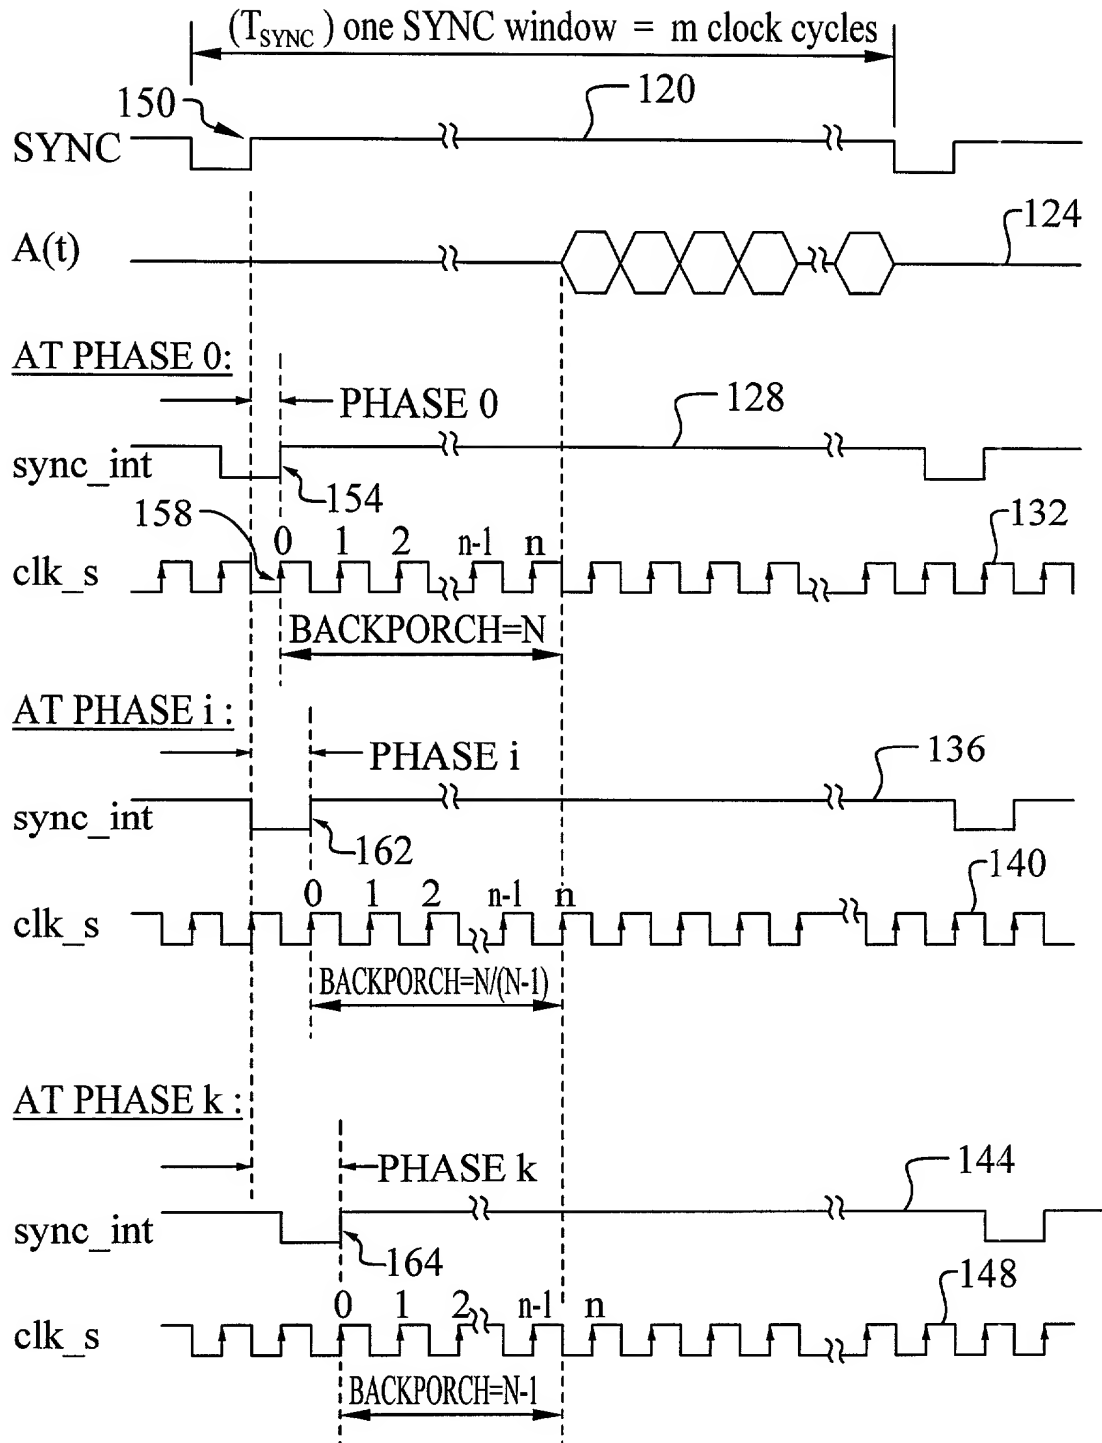 (TSYNC) one SYNC window = m clock cycles
150
120
SYNC
124
A(t)
AT PHASE 0:
PHASE 0
128
sync_int
154
158
132
0 1 2 n-1 n
clk_s
BACKPORCH=N
AT PHASE i :
PHASE i
136
sync_int
162
140
0 1 2 n-1 n
clk_s
BACKPORCH=N/(N-1)
AT PHASE k :
PHASE k
144
sync_int
164
148
0 1 2 n-1 n
clk_s
BACKPORCH=N-1